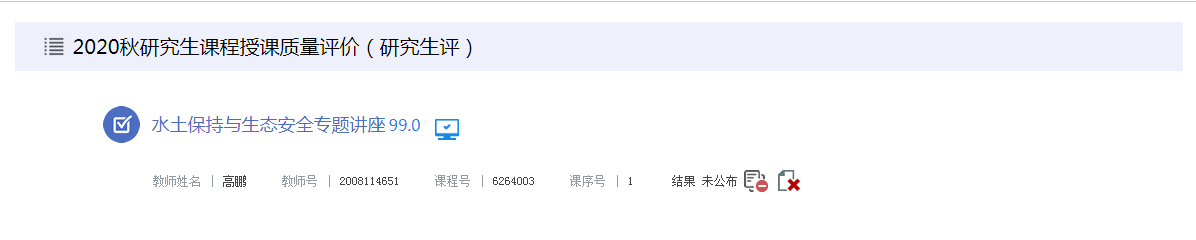 2020秋研究生课程授课质量评价（研究生评）
水土保持与生态安全专题讲座 99.0
教师姓名 | 高鹏 教师号 | 2008114651 课程号 | 6264003 课序号 | 1 结果 未公布